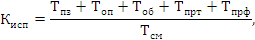 Кисп = (Тпз + Топ + Тоб + Тпрт + Тпрф) / Тсм,